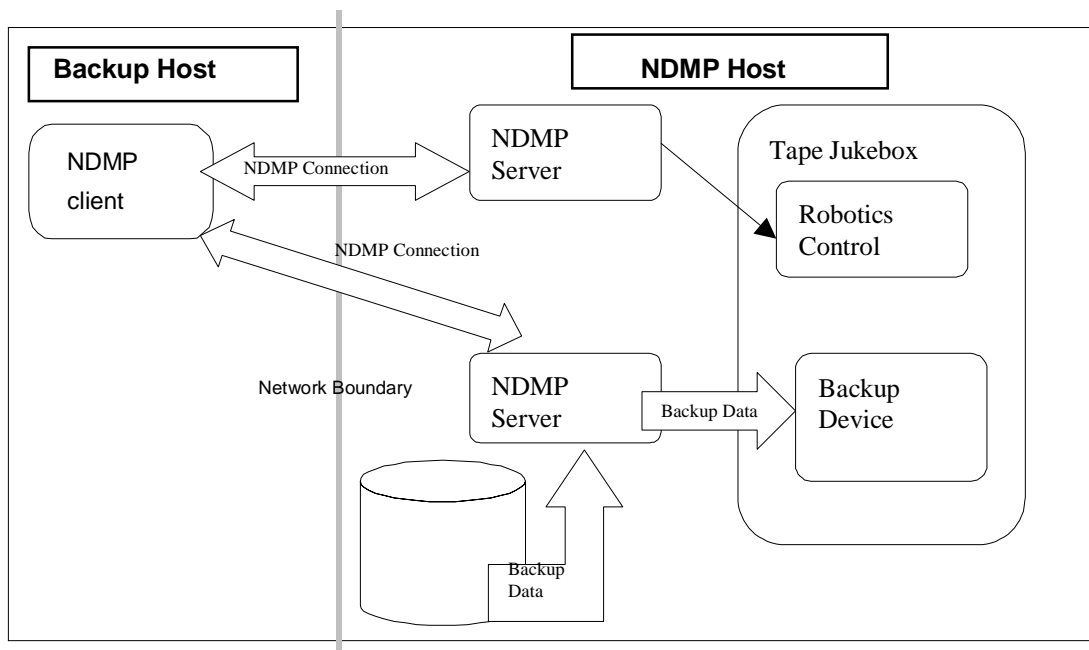 Backup Host
NDMP Host
NDMP
client
NDMP Connection
NDMP
Server
Tape Jukebox
Robotics
Control
NDMP Connection
Network Boundary
NDMP
Server
Backup Data
Backup
Device
Backup
Data